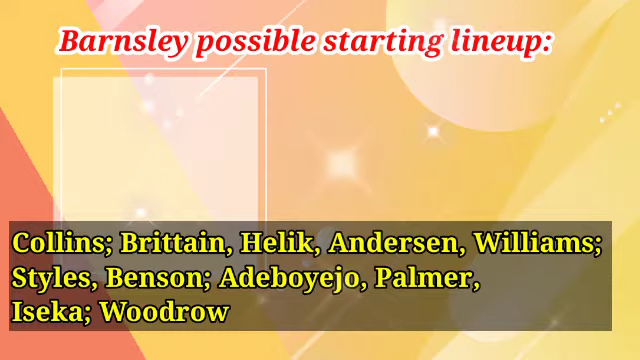 Barnsley possible starting lineup:
Collins; Brittain, Helik, Andersen, Williams;
Styles, Benson; Adeboyejo, Palmer,
Iseka; Woodrow